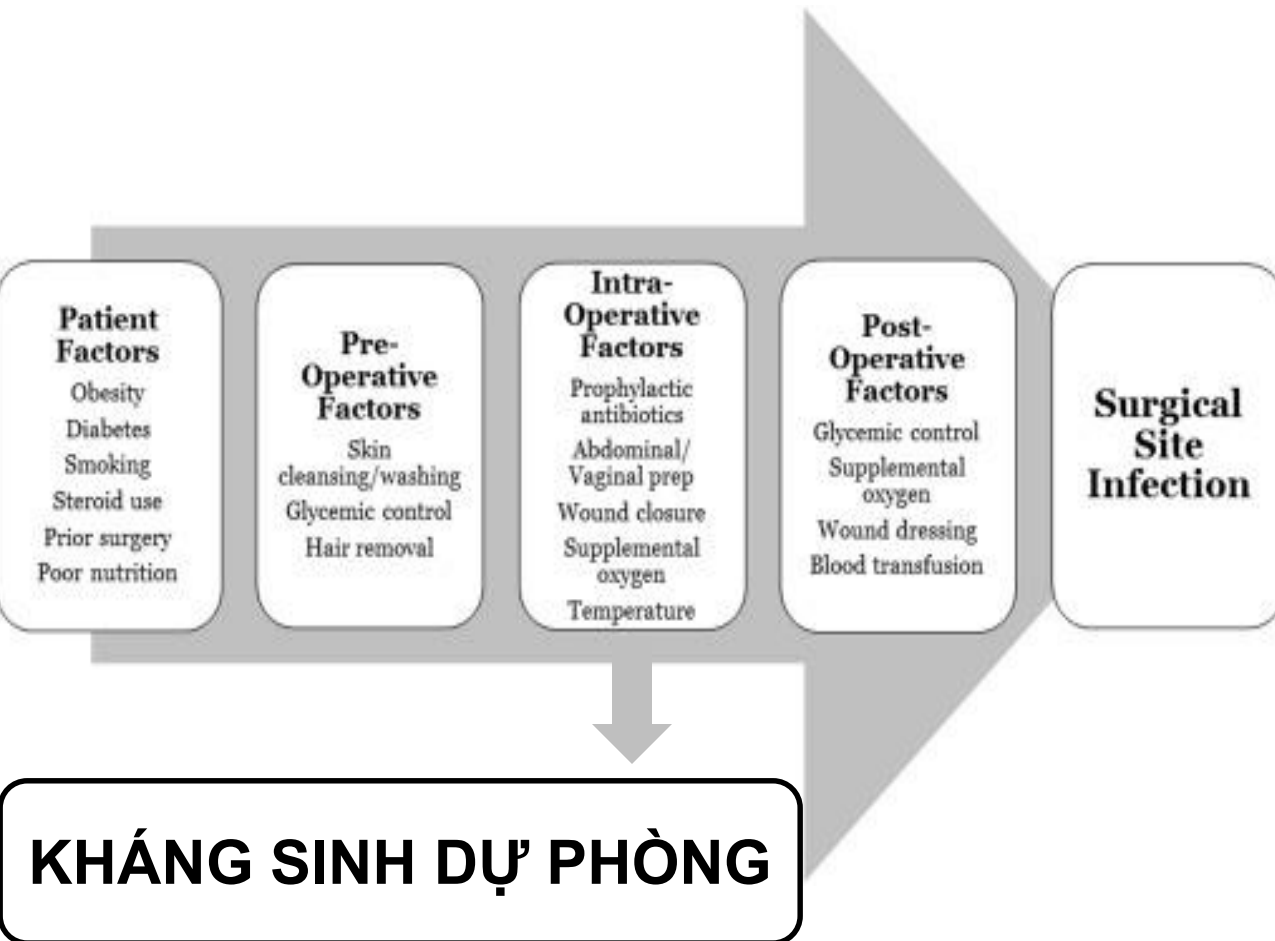 Patient
Factors
Obesity
Diabetes
Smoking
Steroid use
Prior surgery
Poor nutrition
Pre-
Operative
Factors
Skin
cleansing/washing
Glycemic control
Hair removal
Intra-
Operative
Factors
Prophylactic
antibiotics
Abdominal/
Vaginal prep
Wound closure
Supplemental
oxygen
Temperature
Post-
Operative
Factors
Glycemic control
Supplemental
oxygen
Wound dressing
Blood transfusion
Surgical
Site
Infection
KHÁNG SINH DỰ PHÒNG